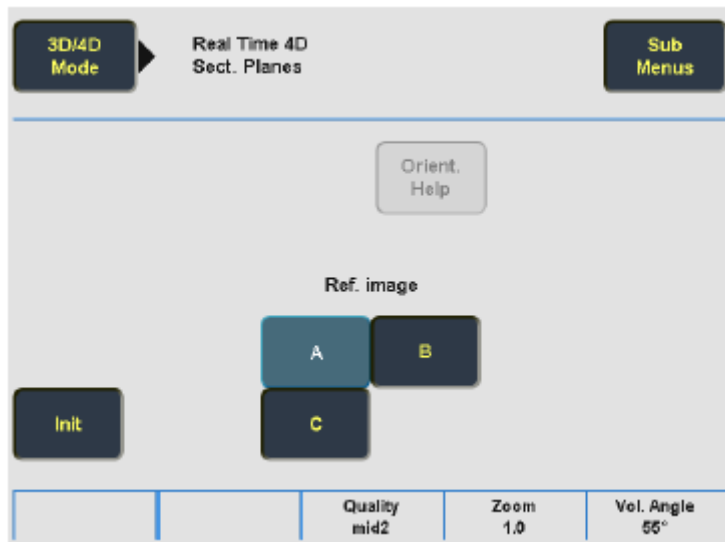 3D/4D
Mode
Real Time 4D
Sect. Planes
Sub
Menus
Orient.
Help
Ref. image
A
B
Init
C
Quality
mid2
Zoom
1.0
Vol. Angle
55°